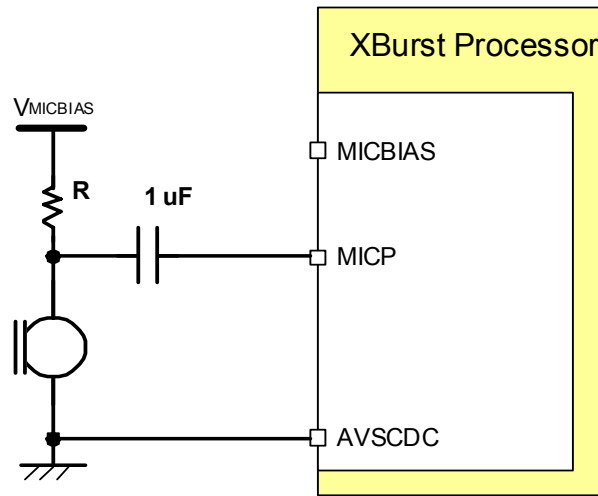 XBurst Processor
VMICBIAS
MICBIAS
R
1 uF
MICP
AVSCDC